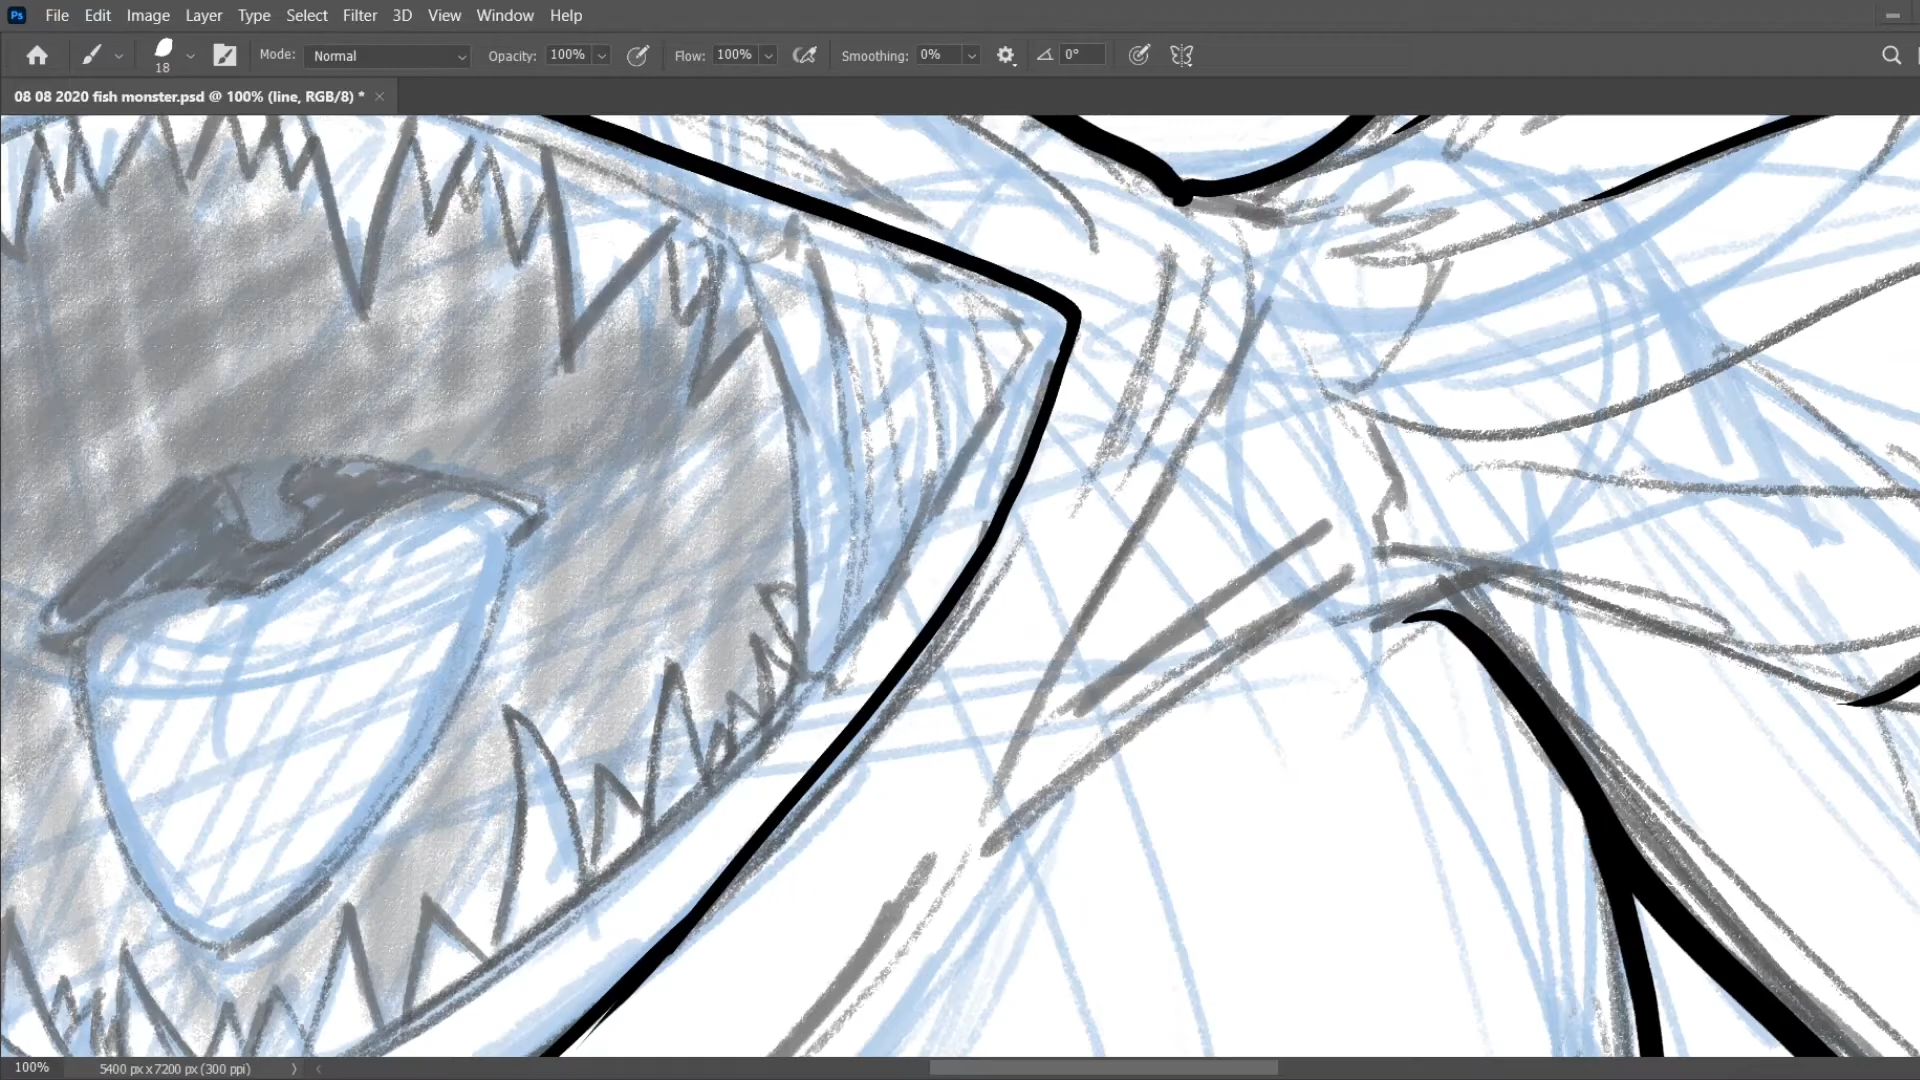 Ps File Edit Image Layer Type Select Filter 3D View Window Help
18 Mode: Normal Opacity: 100% Flow: 100% Smoothing: 0% 0°
08 08 2020 fish monster.psd @ 100% (line, RGB/8) *
100% 5400 px x 7200 px (300 ppi)